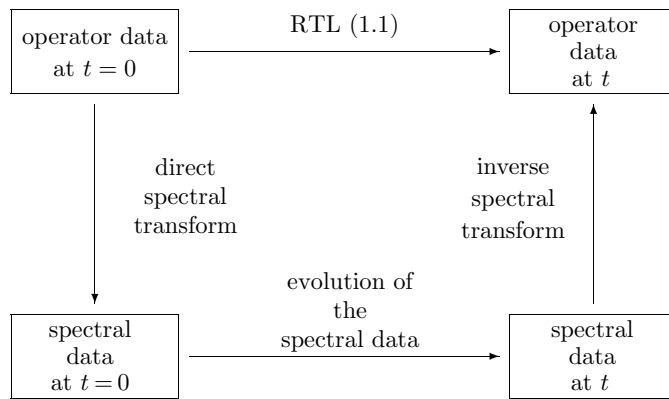 operator data
at t = 0
RTL (1.1)
operator
data
at t
direct
spectral
transform
inverse
spectral
transform
evolution of
the
spectral data
spectral
data
at t = 0
spectral
data
at t